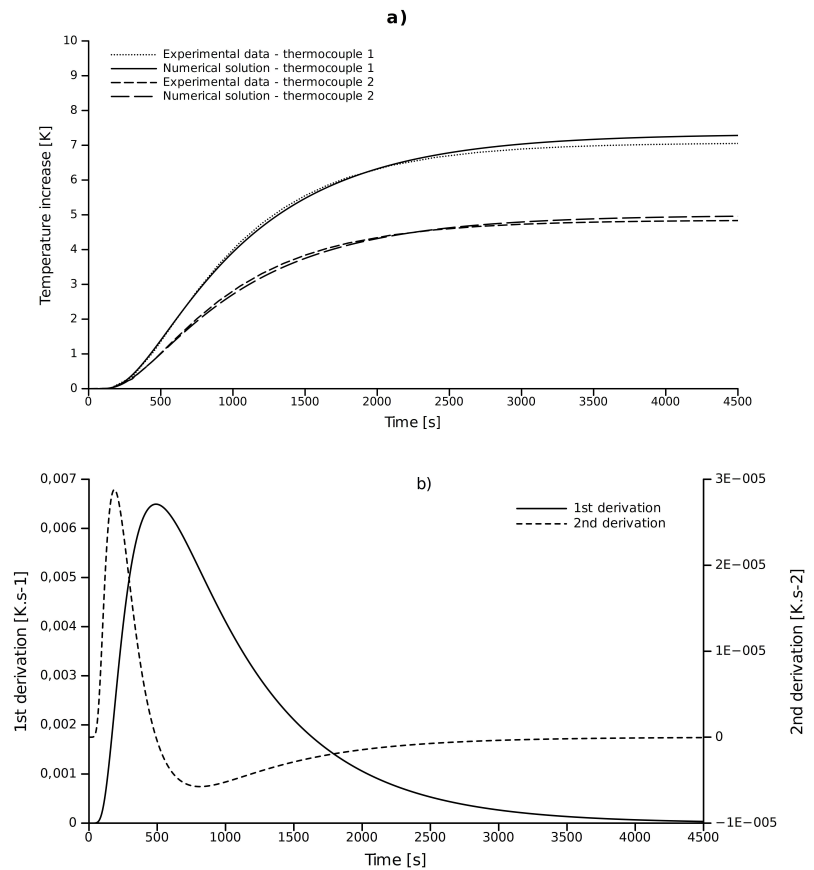 a)
10
9
8
7
6
5
4
3
2
1
0
Temperature increase [K]
Experimental data - thermocouple 1
Numerical solution - thermocouple 1
Experimental data - thermocouple 2
Numerical solution - thermocouple 2
0 500 1000 1500 2000 2500 3000 3500 4000 4500
Time [s]
b)
0,007
0,006
0,005
0,004
0,003
0,002
0,001
0
1st derivation [K.s-1]
1st derivation
2nd derivation
3E−005
2E−005
1E−005
0
−1E−005
2nd derivation [K.s-2]
0 500 1000 1500 2000 2500 3000 3500 4000 4500
Time [s]